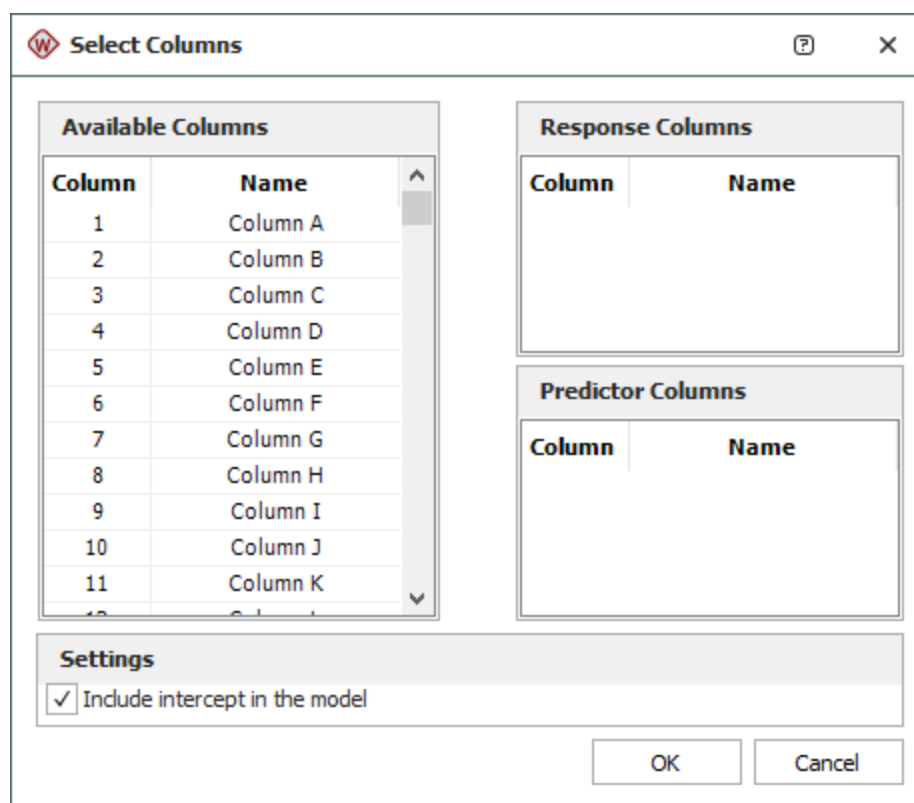 W Select Columns ?
Available Columns
Column Name
1 Column A
2 Column B
3 Column C
4 Column D
5 Column E
6 Column F
7 Column G
8 Column H
9 Column I
10 Column J
11 Column K
Response Columns
Column Name
Predictor Columns
Column Name
Settings
Include intercept in the model
OK Cancel